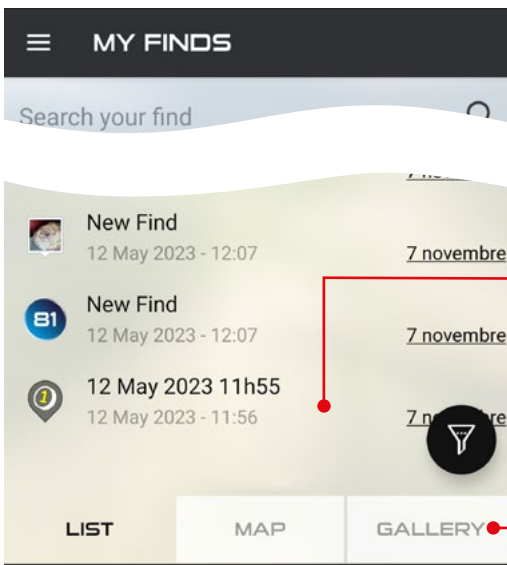 MY FINDS
Search your find
New Find
12 May 2023 - 12:07
7 novembre
81
New Find
12 May 2023 - 12:07
7 novembre
1
12 May 2023 11h55
12 May 2023 - 11:56
LIST
MAP
GALLERY